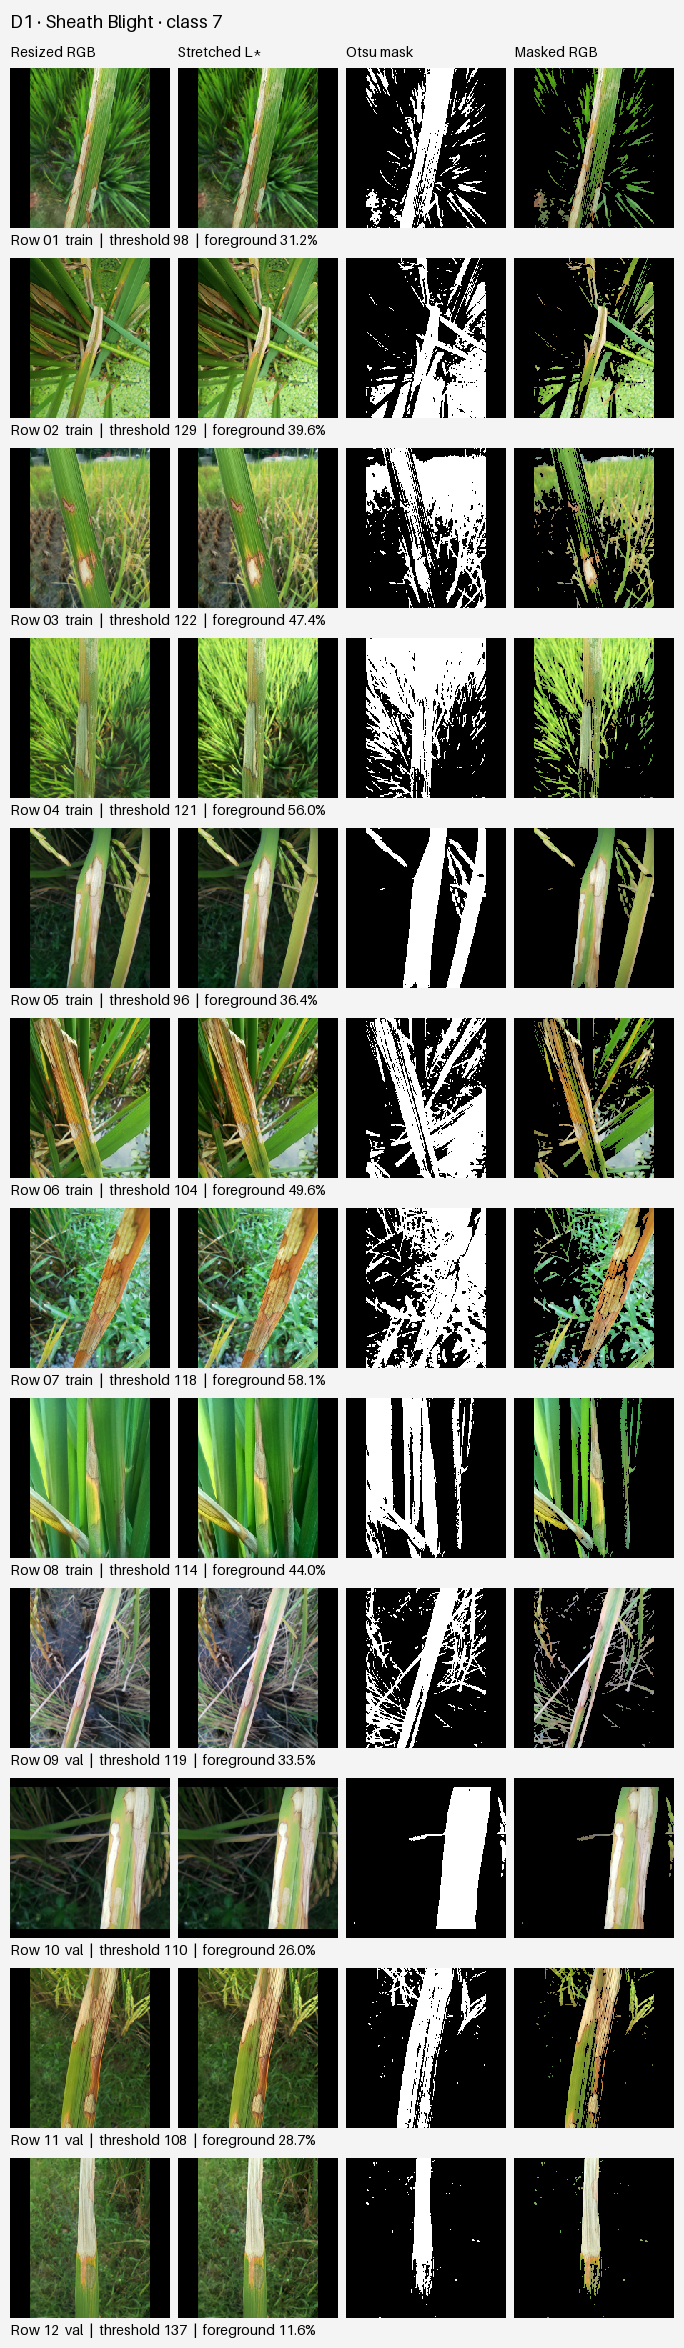 D1 · Sheath Blight · class 7
Resized RGB Stretched L* Otsu mask Masked RGB
Row 01 train | threshold 98 | foreground 31.2%
Row 02 train | threshold 129 | foreground 39.6%
Row 03 train | threshold 122 | foreground 47.4%
Row 04 train | threshold 121 | foreground 56.0%
Row 05 train | threshold 96 | foreground 36.4%
Row 06 train | threshold 104 | foreground 49.6%
Row 07 train | threshold 118 | foreground 58.1%
Row 08 train | threshold 114 | foreground 44.0%
Row 09 val | threshold 119 | foreground 33.5%
Row 10 val | threshold 110 | foreground 26.0%
Row 11 val | threshold 108 | foreground 28.7%
Row 12 val | threshold 137 | foreground 11.6%